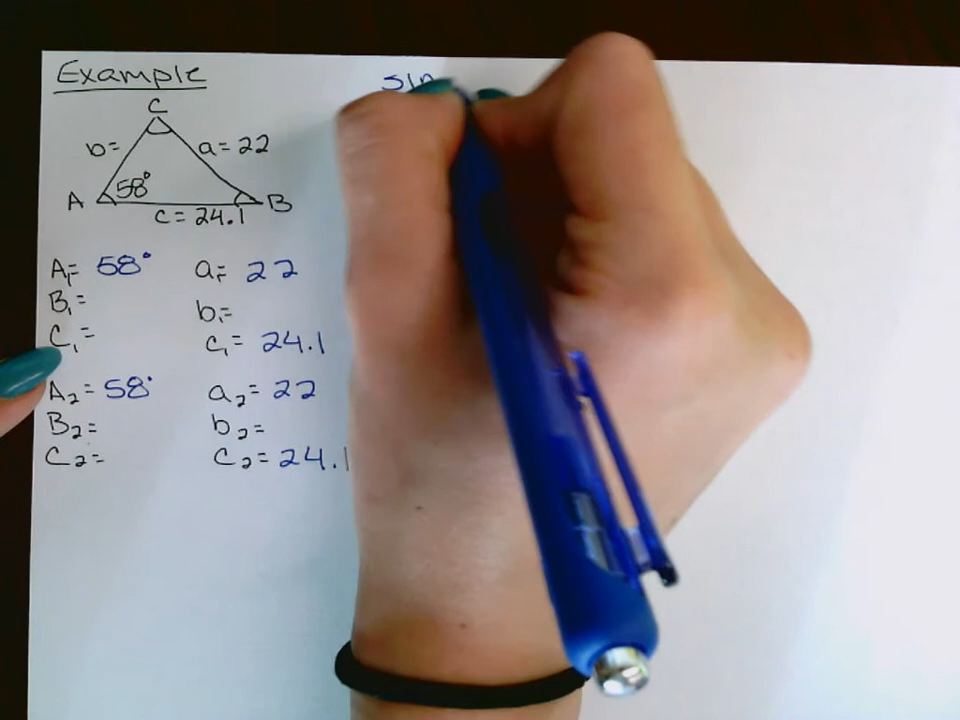 Example
sin
C
b= a = 22
A 58° B
c = 24.1
A₁= 58° a₁= 22
B₁= b₁=
C₁= c₁= 24.1
A₂= 58° a₂= 22
B₂= b₂=
C₂= c₂= 24.1